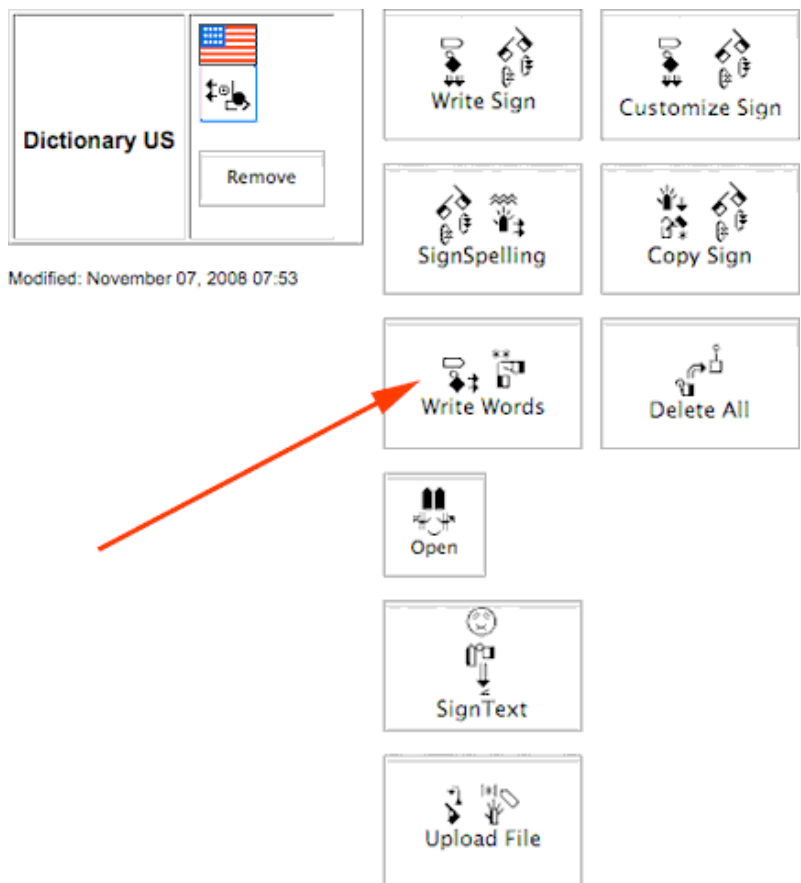 Dictionary US
Remove
Modified: November 07, 2008 07:53
Write Sign
Customize Sign
SignSpelling
Copy Sign
Write Words
Delete All
Open
SignText
Upload File